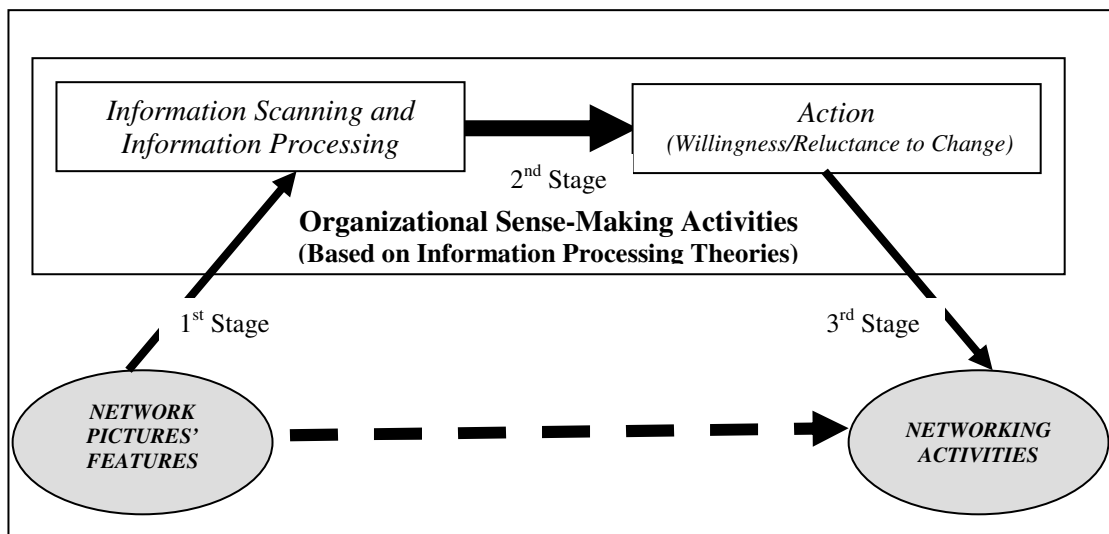 Information Scanning and
Information Processing
Action
(Willingness/Reluctance to Change)
2nd Stage
Organizational Sense-Making Activities
(Based on Information Processing Theories)
1st Stage
3rd Stage
NETWORK
PICTURES'
FEATURES
NETWORKING
ACTIVITIES